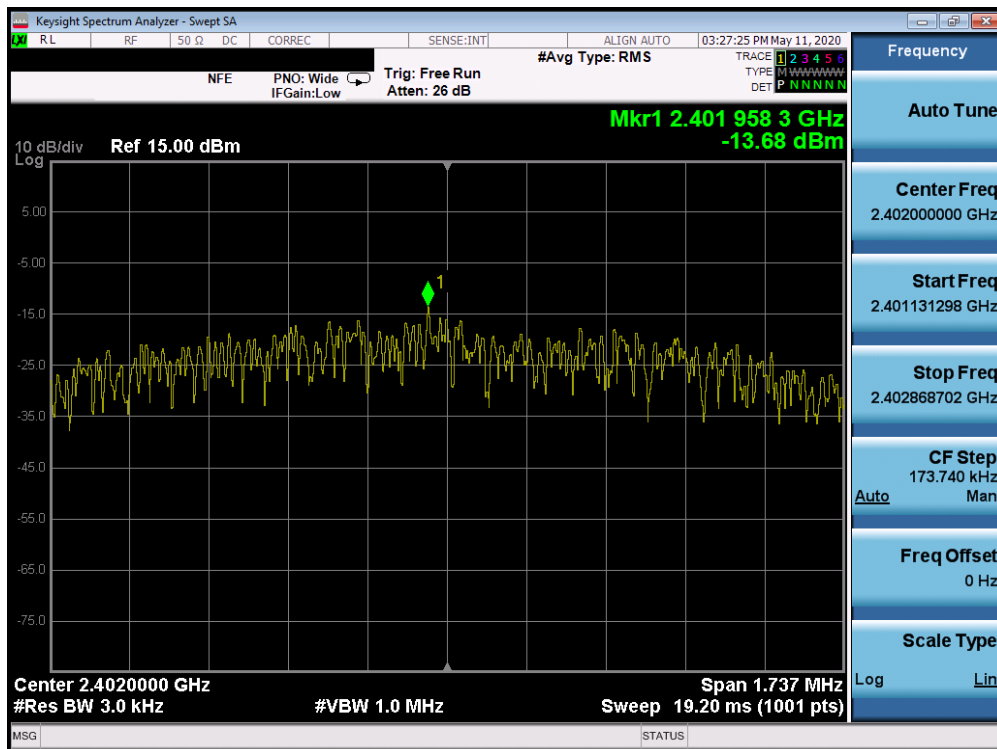 Keysight Spectrum Analyzer - Swept SA
LXI RL RF 50 Ω DC CORREC SENSE:INT ALIGN AUTO 03:27:25 PM May 11, 2020
NFE PNO: Wide Trig: Free Run #Avg Type: RMS TRACE 1 2 3 4 5 6
IFGain:Low Atten: 26 dB TYPE M WWWWW
DET P N N N N N
Mkr1 2.401 958 3 GHz
-13.68 dBm
10 dB/div Ref 15.00 dBm
Log
1
5.00
-5.00
-15.0
-25.0
-35.0
-45.0
-55.0
-65.0
-75.0
Center 2.4020000 GHz Span 1.737 MHz
#Res BW 3.0 kHz #VBW 1.0 MHz Sweep 19.20 ms (1001 pts)
MSG STATUS
Frequency
Auto Tune
Center Freq
2.402000000 GHz
Start Freq
2.401131298 GHz
Stop Freq
2.402868702 GHz
CF Step
173.740 kHz
Auto Man
Freq Offset
0 Hz
Scale Type
Log Lin